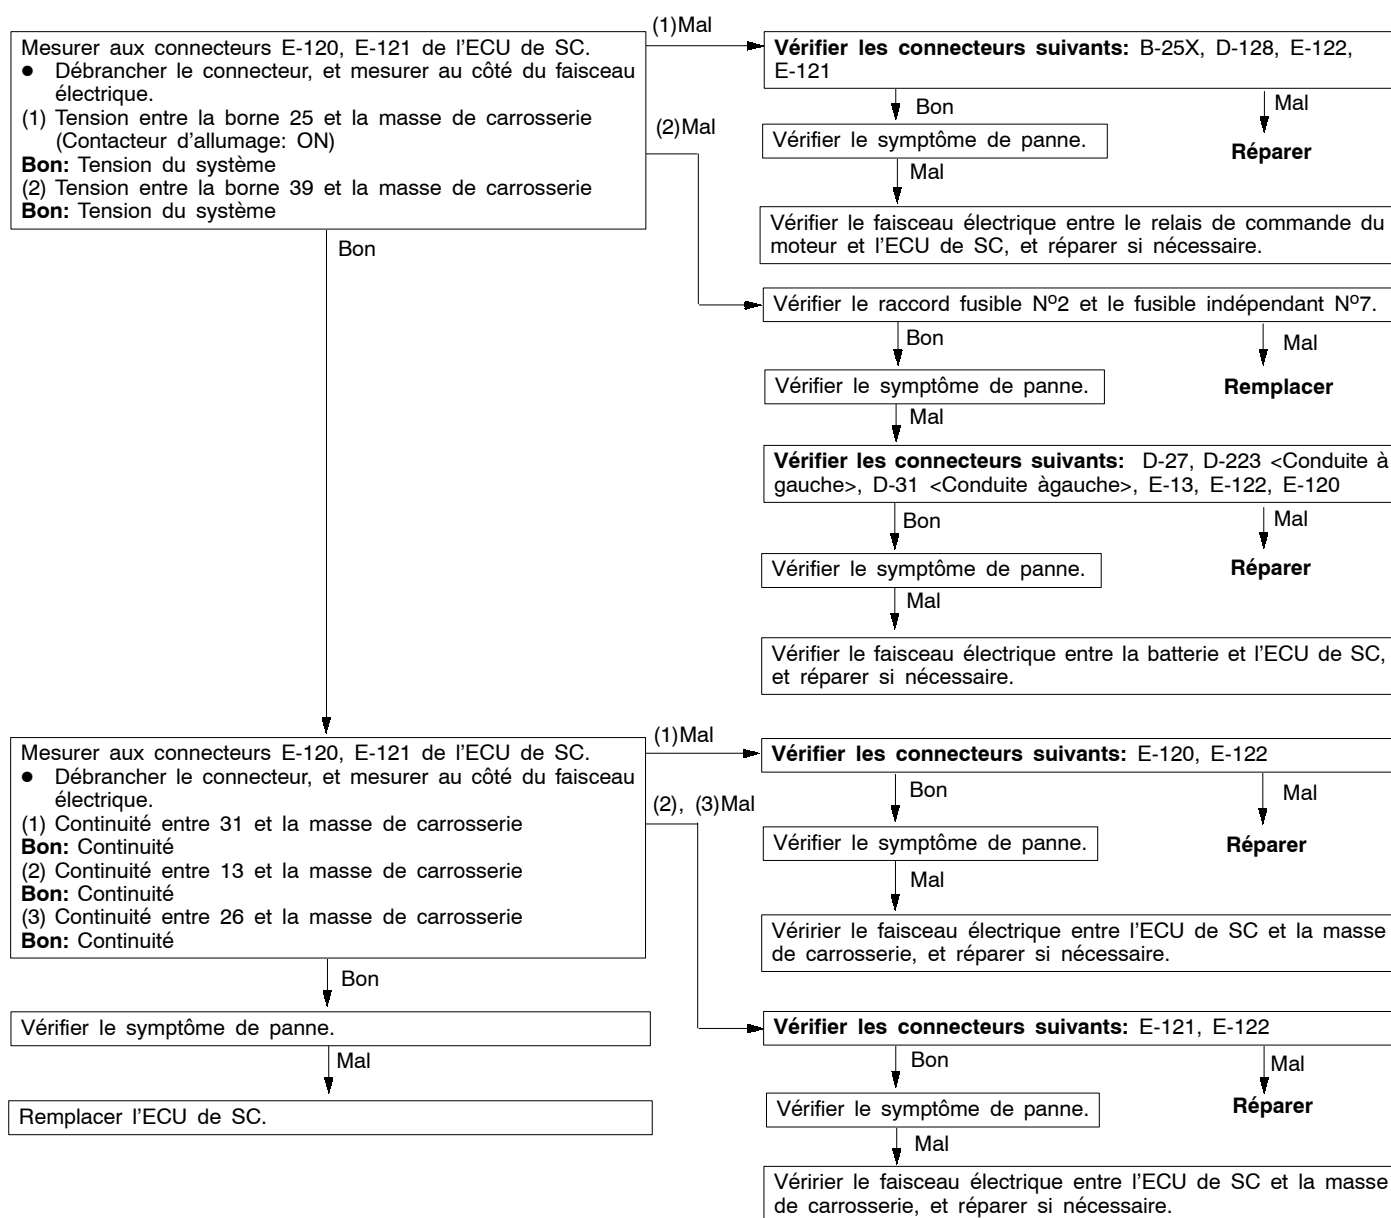 Mesurer aux connecteurs E-120, E-121 de l'ECU de SC.
● Débrancher le connecteur, et mesurer au côté du faisceau
électrique.
(1) Tension entre la borne 25 et la masse de carrosserie
(Contacteur d'allumage: ON)
Bon: Tension du système
(2) Tension entre la borne 39 et la masse de carrosserie
Bon: Tension du système
(1)Mal
Vérifier les connecteurs suivants: B-25X, D-128, E-122,
E-121
Bon
Mal
(2)Mal
Vérifier le symptôme de panne.
Réparer
Mal
Vérifier le faisceau électrique entre le relais de commande du
moteur et l'ECU de SC, et réparer si nécessaire.
Bon
Vérifier le raccord fusible Nº2 et le fusible indépendant Nº7.
Bon
Mal
Vérifier le symptôme de panne.
Remplacer
Mal
Vérifier les connecteurs suivants: D-27, D-223 <Conduite à
gauche>, D-31 <Conduite àgauche>, E-13, E-122, E-120
Bon
Mal
Vérifier le symptôme de panne.
Réparer
Mal
Vérifier le faisceau électrique entre la batterie et l'ECU de SC,
et réparer si nécessaire.
Mesurer aux connecteurs E-120, E-121 de l'ECU de SC.
● Débrancher le connecteur, et mesurer au côté du faisceau
électrique.
(1) Continuité entre 31 et la masse de carrosserie
Bon: Continuité
(2) Continuité entre 13 et la masse de carrosserie
Bon: Continuité
(3) Continuité entre 26 et la masse de carrosserie
Bon: Continuité
(1)Mal
Vérifier les connecteurs suivants: E-120, E-122
Bon
Mal
(2), (3)Mal
Vérifier le symptôme de panne.
Réparer
Mal
Véririer le faisceau électrique entre l'ECU de SC et la masse
de carrosserie, et réparer si nécessaire.
Bon
Vérifier le symptôme de panne.
Mal
Remplacer l'ECU de SC.
Vérifier les connecteurs suivants: E-121, E-122
Bon
Mal
Vérifier le symptôme de panne.
Réparer
Mal
Véririer le faisceau électrique entre l'ECU de SC et la masse
de carrosserie, et réparer si nécessaire.